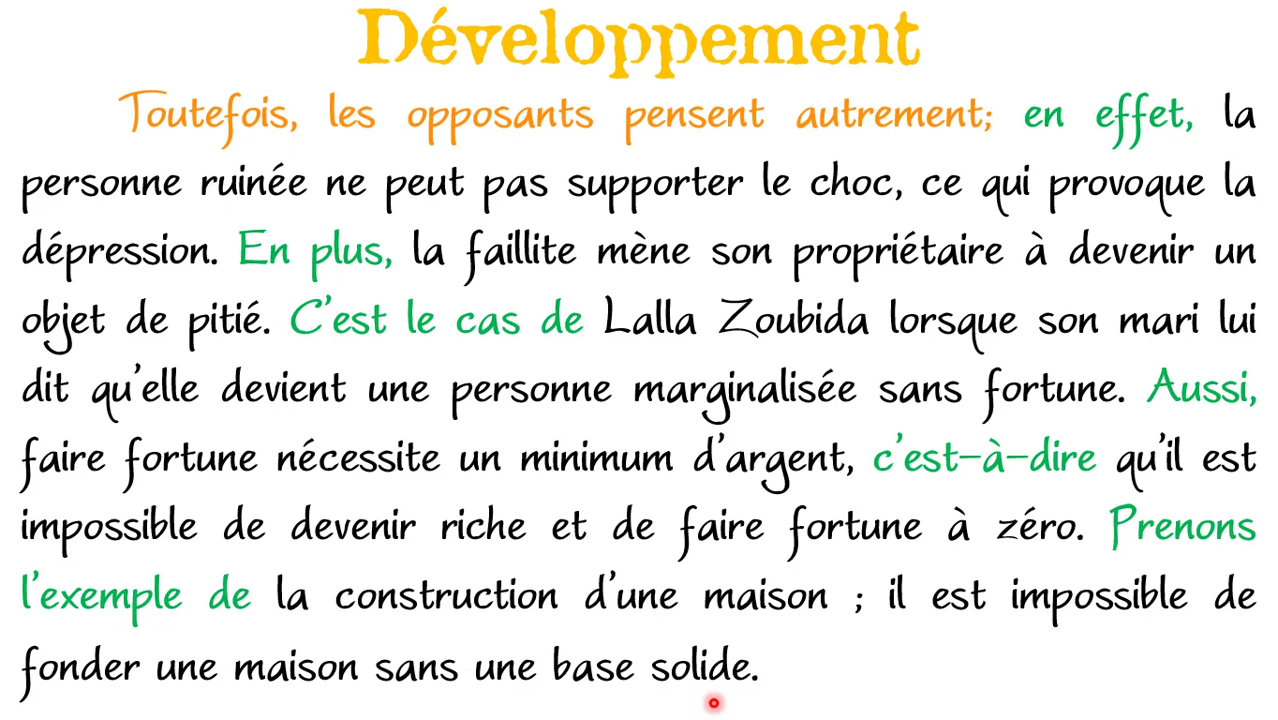 Développement
Toutefois, les opposants pensent autrement; en effet, la
personne ruinée ne peut pas supporter le choc, ce qui provoque la
dépression. En plus, la faillite mène son propriétaire à devenir un
objet de pitié. C'est le cas de Lalla Zoubida lorsque son mari lui
dit qu'elle devient une personne marginalisée sans fortune. Aussi,
faire fortune nécessite un minimum d'argent, c'est-à-dire qu'il est
impossible de devenir riche et de faire fortune à zéro. Prenons
l'exemple de la construction d'une maison ; il est impossible de
fonder une maison sans une base solide.